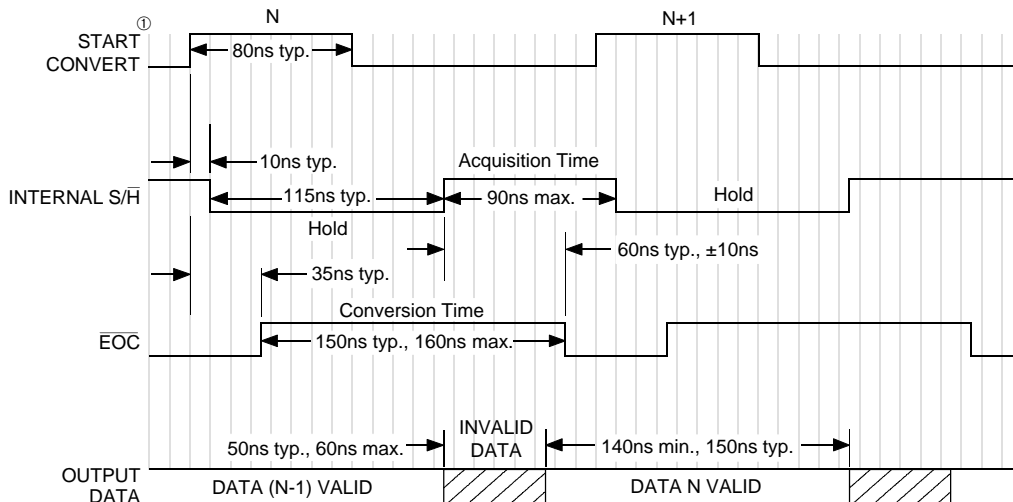 N
N+1
①
START
CONVERT
80ns typ.
10ns typ.
Acquisition Time
INTERNAL S/H̅
115ns typ.
90ns max.
Hold
Hold
60ns typ., ±10ns
35ns typ.
Conversion Time
E̅O̅C̅
150ns typ., 160ns max.
INVALID
DATA
50ns typ., 60ns max.
140ns min., 150ns typ.
OUTPUT
DATA
DATA (N-1) VALID
DATA N VALID